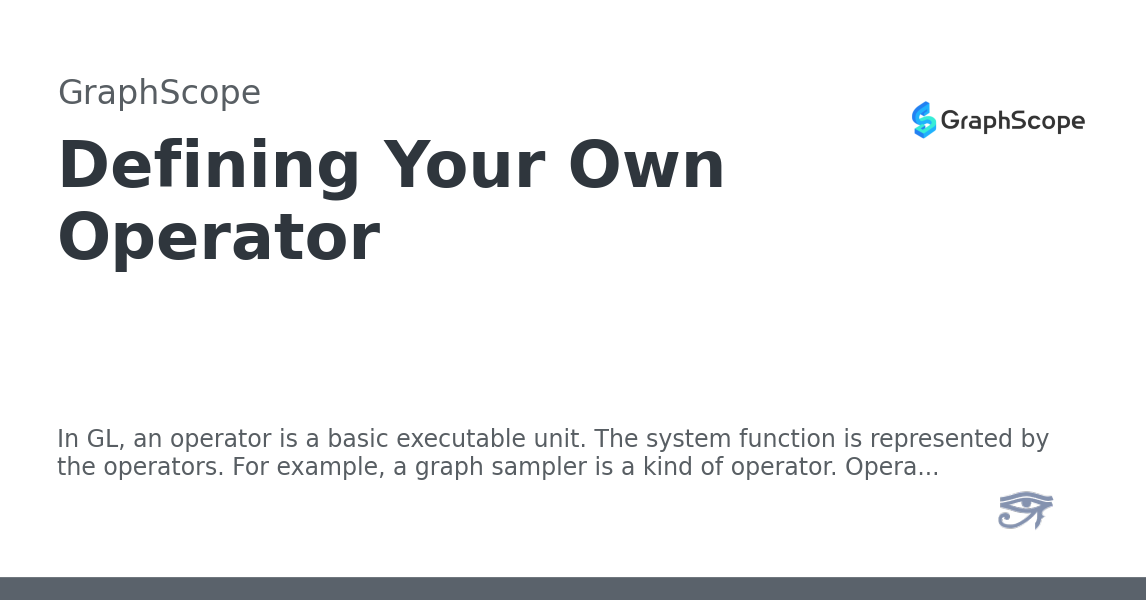 GraphScope
GraphScope
Defining Your Own
Operator
In GL, an operator is a basic executable unit. The system function is represented by
the operators. For example, a graph sampler is a kind of operator. Opera...